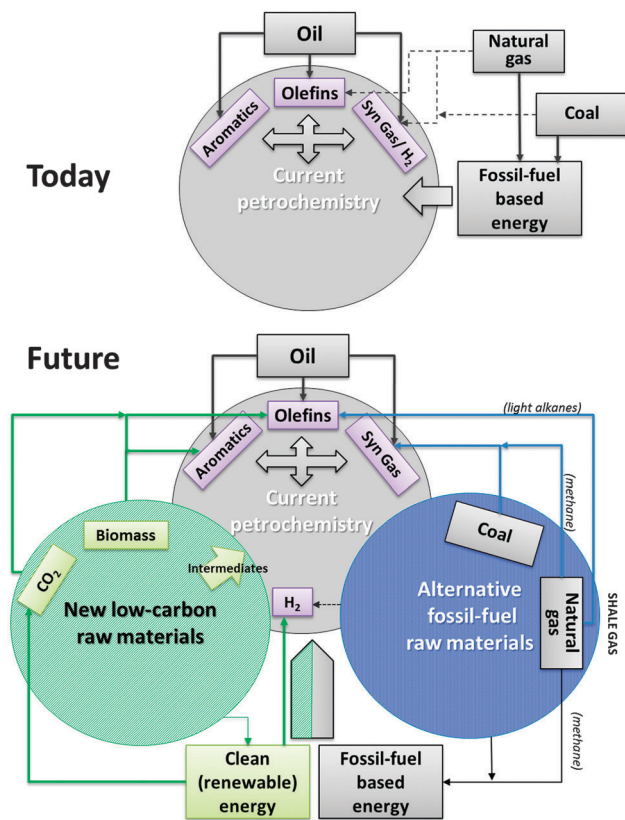 Oil
Natural
gas
Olefins
Aromatics
Syn Gas/ H2
Coal
Today
Current
petrochemistry
Fossil-fuel
based
energy
Future
Oil
(light alkanes)
Olefins
Aromatics
Syn Gas
Current
petrochemistry
(methane)
Biomass
Coal
CO2
Intermediates
New low-carbon
raw materials
H2
Alternative
fossil-fuel
raw materials
Natural
gas
SHALE GAS
(methane)
Clean
(renewable)
energy
Fossil-fuel
based
energy